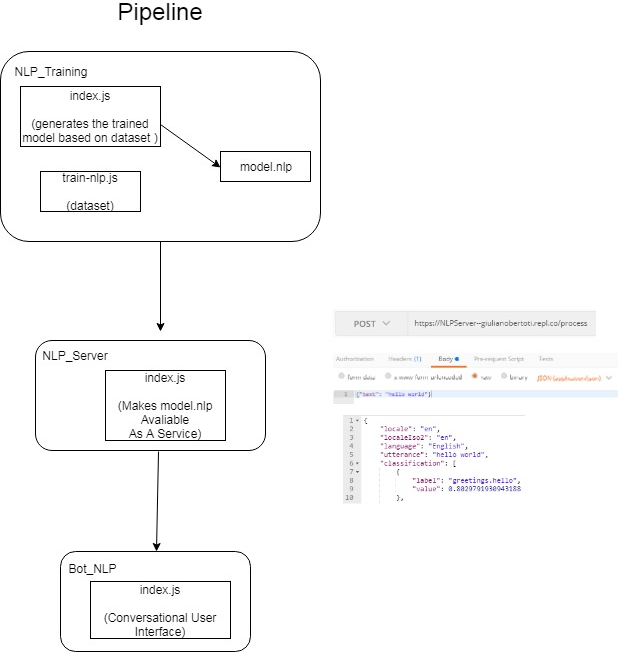 Pipeline
NLP_Training
index.js
(generates the trained
model based on dataset )
model.nlp
train-nlp.js
(dataset)
NLP_Server
index.js
(Makes model.nlp
Avaliable
As A Service)
Bot_NLP
index.js
(Conversational User
Interface)
POST
https://NLPServer--giulianobertoti.repl.co/process
Authorization Headers (1) Body Pre-request Script Tests
form-data x-www-form-urlencoded raw binary JSON (application/json)
1 {"text": "hello world"}
1 {
2 "locale": "en",
3 "localeIso2": "en",
4 "language": "English",
5 "utterance": "hello world",
6 "classification": [
7 {
8 "label": "greetings.hello",
9 "value": 0.8029791930943188
10 },